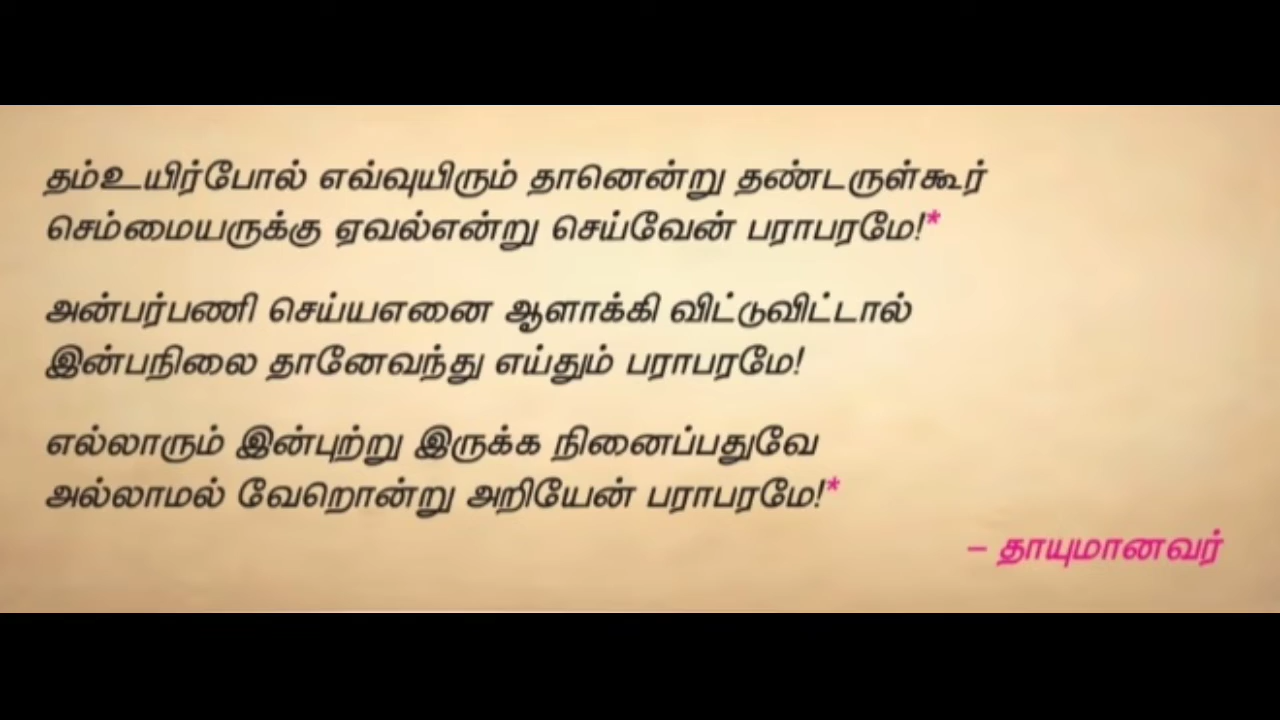 தம்உயிர்போல் எவ்வுயிரும் தானென்று தண்டருள்கூர்
செம்மையருக்கு ஏவல்என்று செய்வேன் பராபரமே!*
அன்பர்பணி செய்யஎனை ஆளாக்கி விட்டுவிட்டால்
இன்பநிலை தானேவந்து எய்தும் பராபரமே!
எல்லாரும் இன்புற்று இருக்க நினைப்பதுவே
அல்லாமல் வேறொன்று அறியேன் பராபரமே!*
– தாயுமானவர்